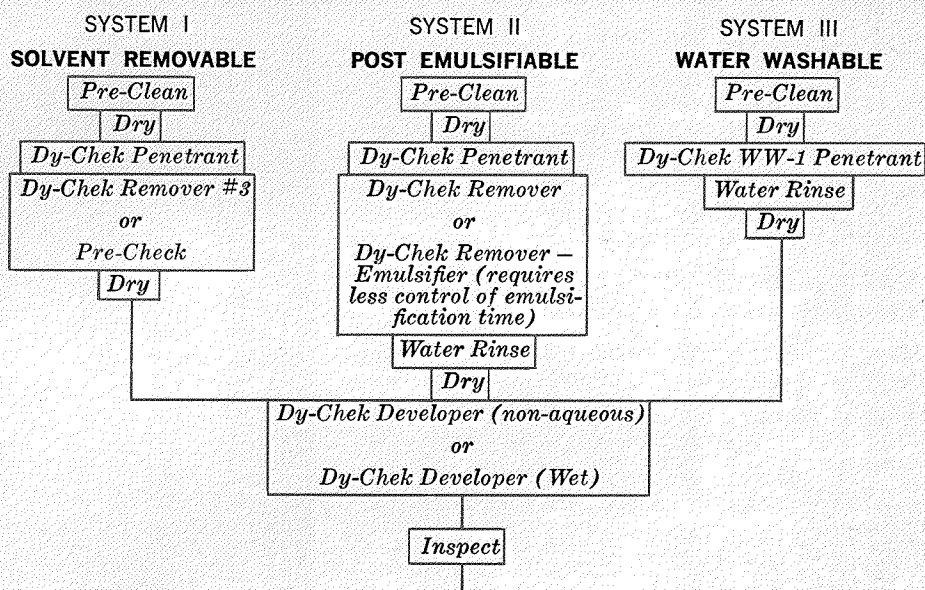 SYSTEM I
SOLVENT REMOVABLE
Pre-Clean
Dry
Dy-Chek Penetrant
Dy-Chek Remover #3
or
Pre-Check
Dry
SYSTEM II
POST EMULSIFIABLE
Pre-Clean
Dry
Dy-Chek Penetrant
Dy-Chek Remover
or
Dy-Chek Remover —
Emulsifier (requires
less control of emulsi-
fication time)
Water Rinse
Dry
SYSTEM III
WATER WASHABLE
Pre-Clean
Dry
Dy-Chek WW-1 Penetrant
Water Rinse
Dry
Dy-Chek Developer (non-aqueous)
or
Dy-Chek Developer (Wet)
Inspect